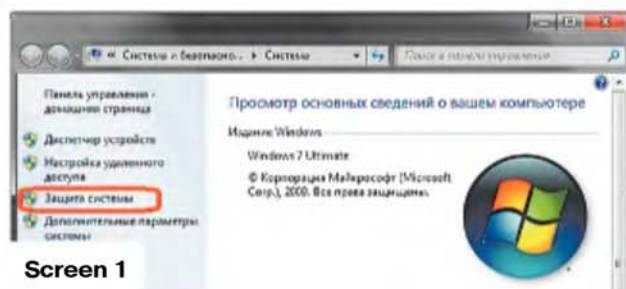 « Система и безопасно... ▸ Система
Поиск в панели управления
Панель управления -
домашняя страница
Диспетчер устройств
Настройка удаленного
доступа
Защита системы
Дополнительные параметры
системы
Просмотр основных сведений о вашем компьютере
Издание Windows
Windows 7 Ultimate
© Корпорация Майкрософт (Microsoft
Corp.), 2009. Все права защищены.
Screen 1